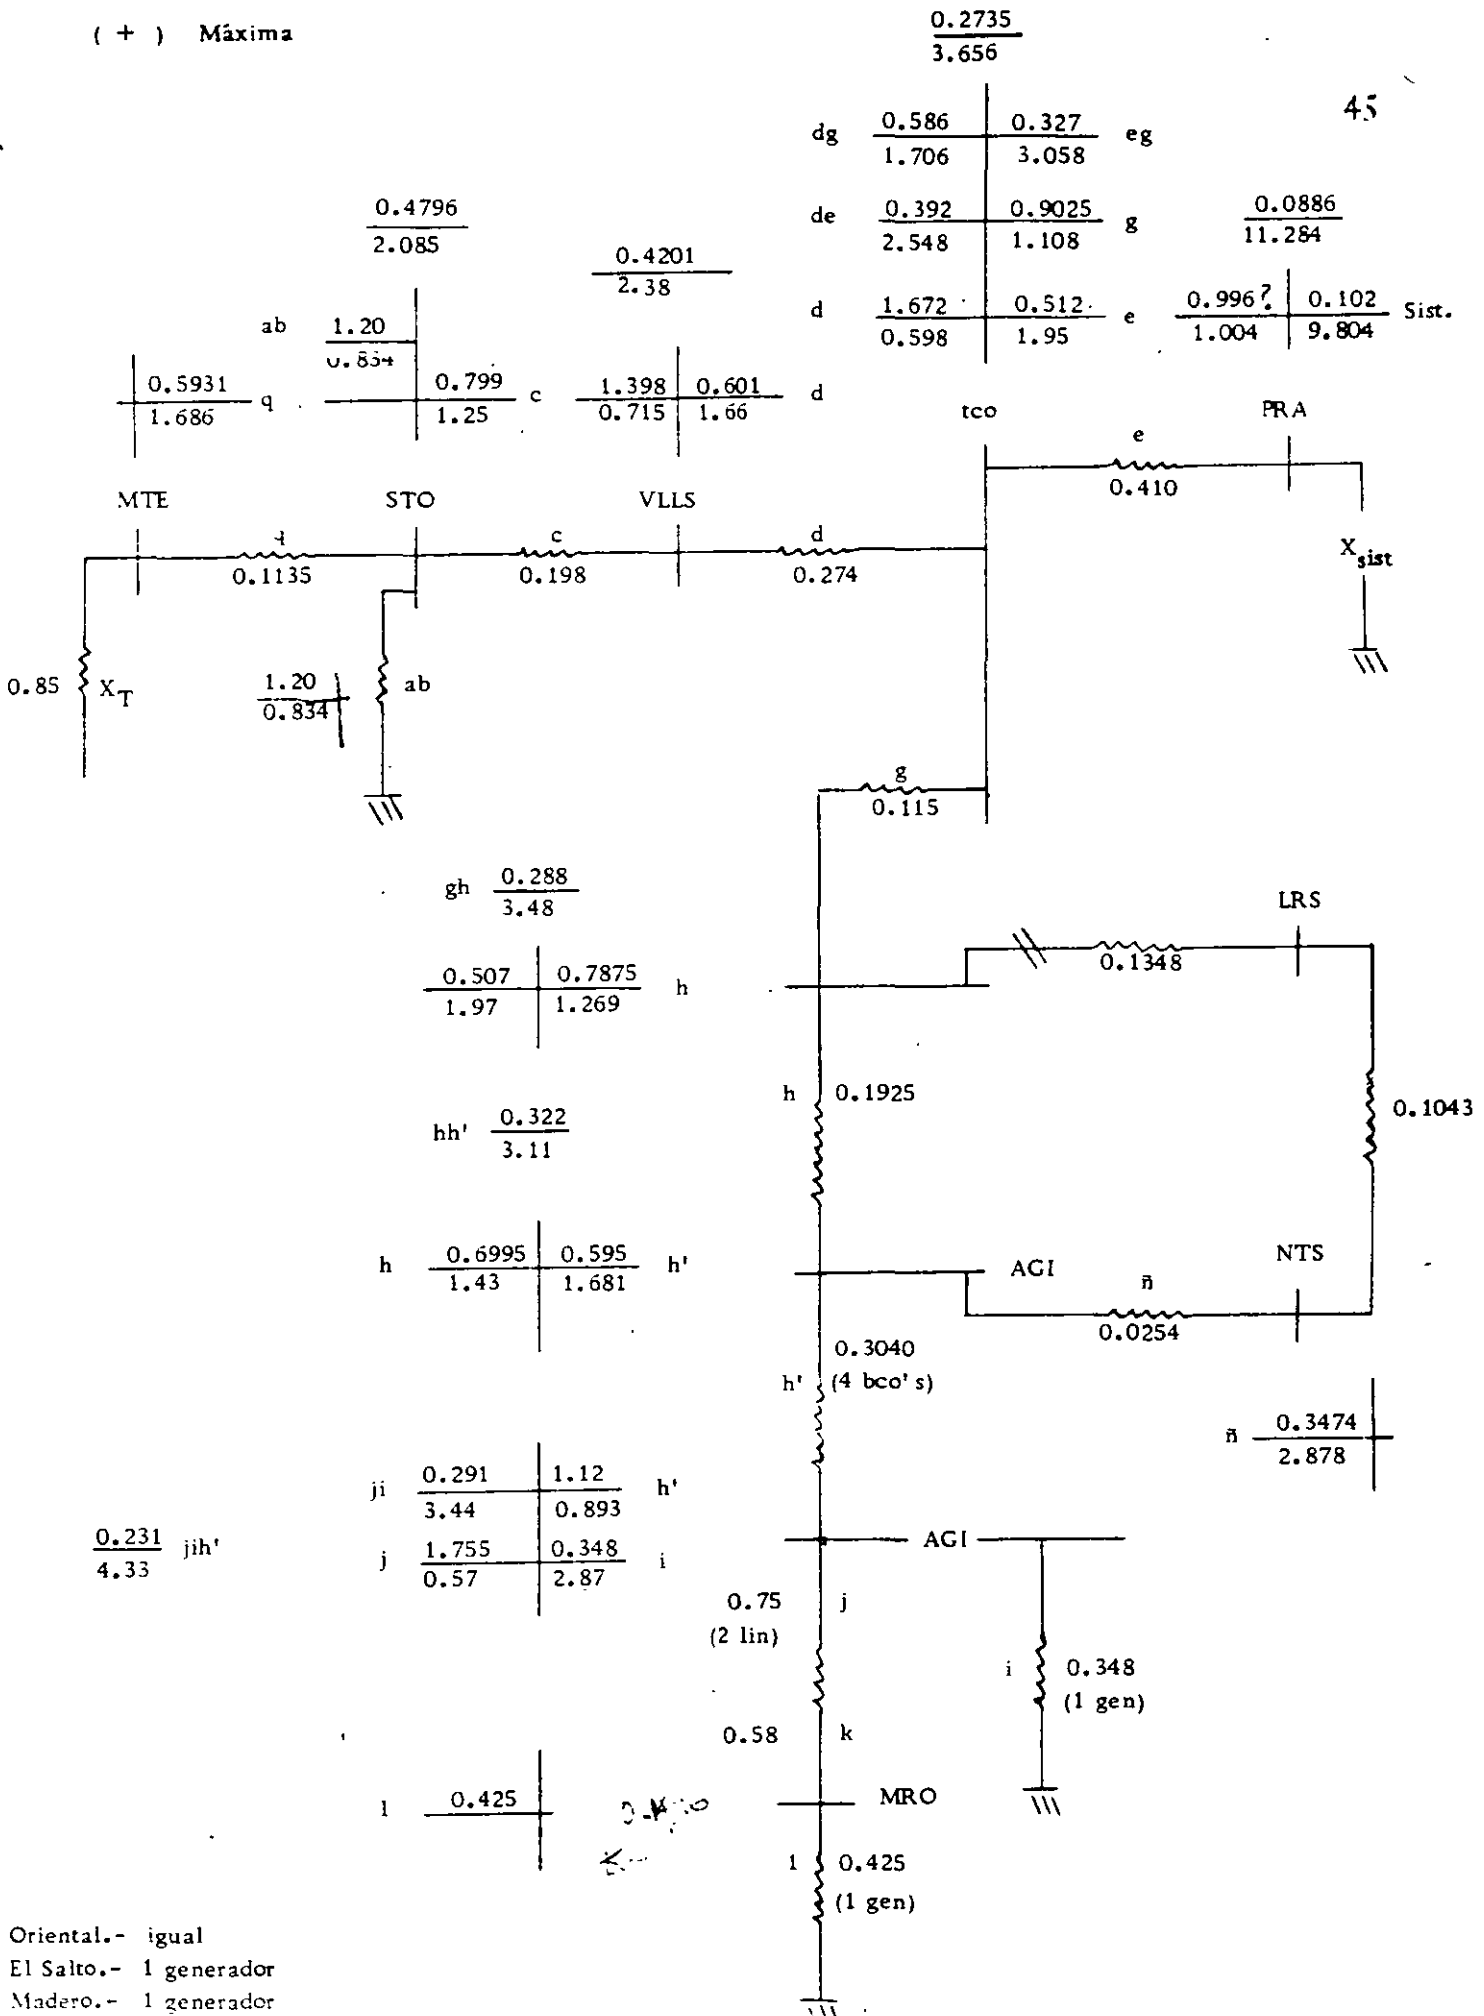 ( + ) Máxima
0.2735
3.656
45
dg 0.586 0.327 eg
1.706 3.058
de 0.392 0.9025 g
2.548 1.108
0.0886
11.284
d 1.672 0.512 e
0.598 1.95
0.996? 0.102 Sist.
1.004 9.804
0.4796
2.085
0.4201
2.38
ab 1.20
0.834
0.5931 q
1.686
0.799 c
1.25
1.398 0.601 d
0.715 1.66
tco
PRA
e
0.410
MTE
STO
VLLS
c
d
0.1135
0.198
0.274
X sist
0.85 XT
1.20
0.834
ab
g
0.115
gh 0.288
3.48
LRS
0.1348
0.507 0.7875 h
1.97 1.269
h 0.1925
0.1043
hh' 0.322
3.11
h 0.6995 0.595 h'
1.43 1.681
AGI
ñ
NTS
0.0254
0.3040
h' (4 bco's)
ñ 0.3474
2.878
ji 0.291 1.12 h'
3.44 0.893
0.231 jih'
4.33
j 1.755 0.348 i
0.57 2.87
AGI
0.75 j
(2 lin)
i 0.348
(1 gen)
0.58 k
l 0.425
MRO
l 0.425
(1 gen)
Oriental.- igual
El Salto.- 1 generador
Madero.- 1 generador